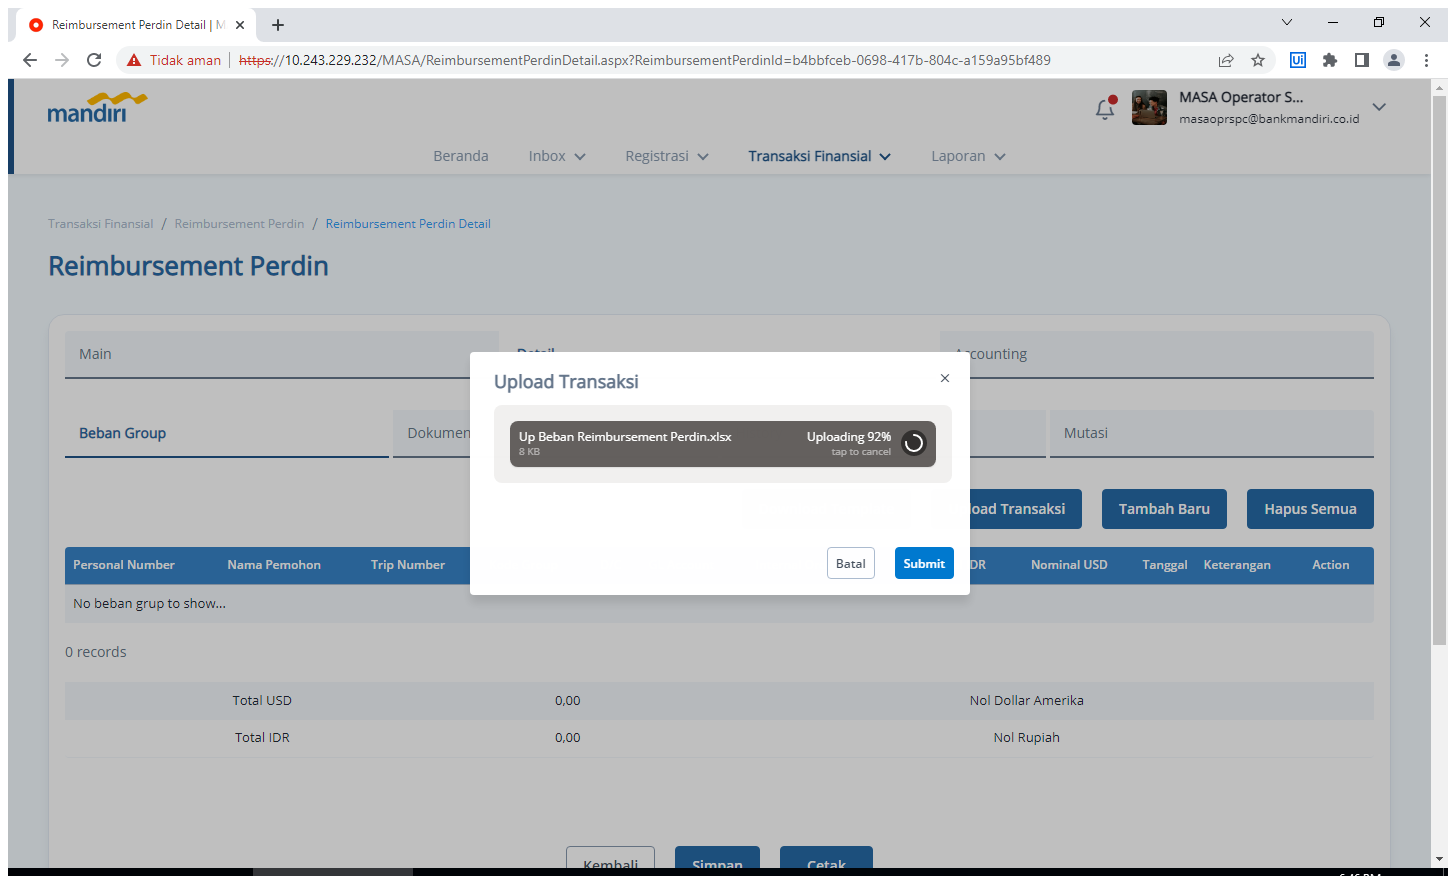 Reimbursement Perdin Detail | M
Tidak aman
https://10.243.229.232/MASA/ReimbursementPerdinDetail.aspx?ReimbursementPerdinId=b4bbfceb-0698-417b-804c-a159a95bf489
Ui
mandiri
MASA Operator S...
masaoprspc@bankmandiri.co.id
Beranda
Inbox
Registrasi
Transaksi Finansial
Laporan
Transaksi Finansial / Reimbursement Perdin / Reimbursement Perdin Detail
Reimbursement Perdin
Main
Accounting
Upload Transaksi
Beban Group
Dokumen
Mutasi
Up Beban Reimbursement Perdin.xlsx
8 KB
Uploading 92%
tap to cancel
oad Transaksi
Tambah Baru
Hapus Semua
Batal
Submit
Personal Number
Nama Pemohon
Trip Number
DR
Nominal USD
Tanggal
Keterangan
Action
No beban grup to show...
0 records
Total USD
0,00
Nol Dollar Amerika
Total IDR
0,00
Nol Rupiah
Kembali
Simpan
Cetak